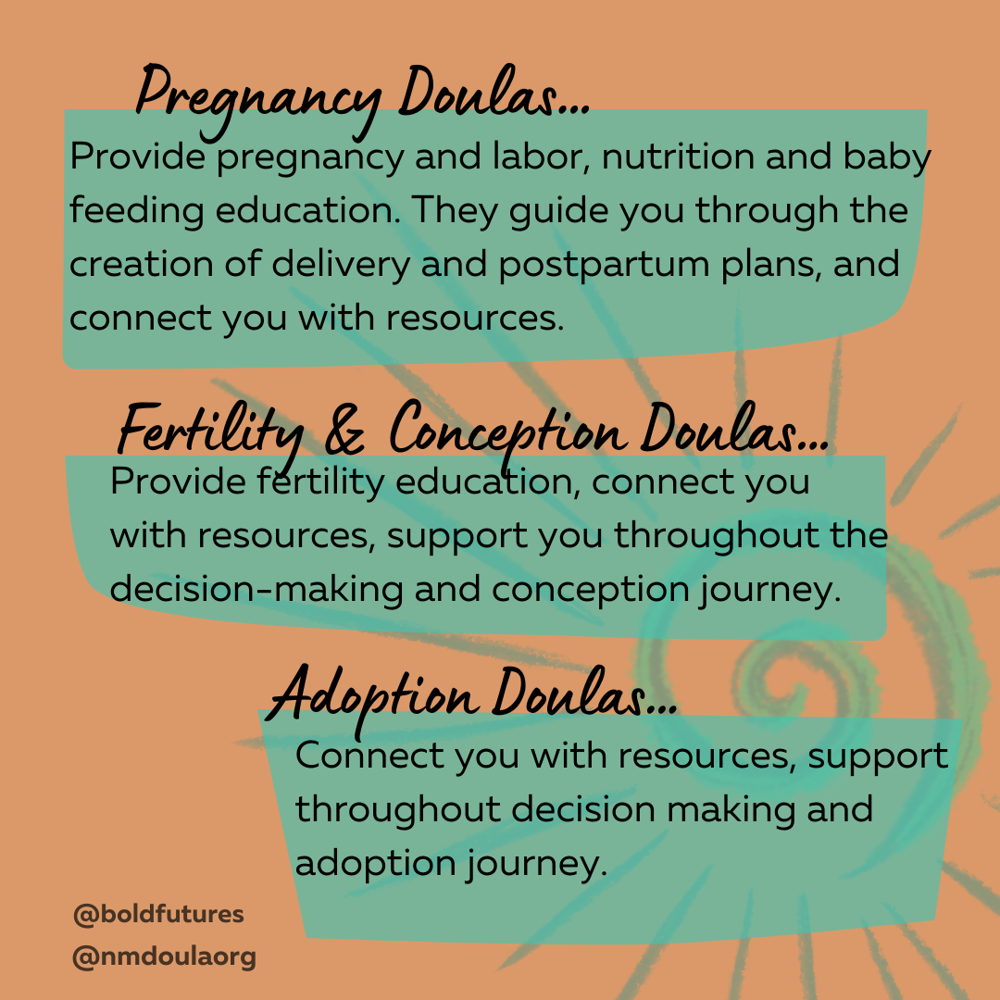 Pregnancy Doulas...
Provide pregnancy and labor, nutrition and baby
feeding education. They guide you through the
creation of delivery and postpartum plans, and
connect you with resources.
Fertility & Conception Doulas...
Provide fertility education, connect you
with resources, support you throughout the
decision-making and conception journey.
Adoption Doulas...
Connect you with resources, support
throughout decision making and
adoption journey.
@boldfutures
@nmdoulaorg